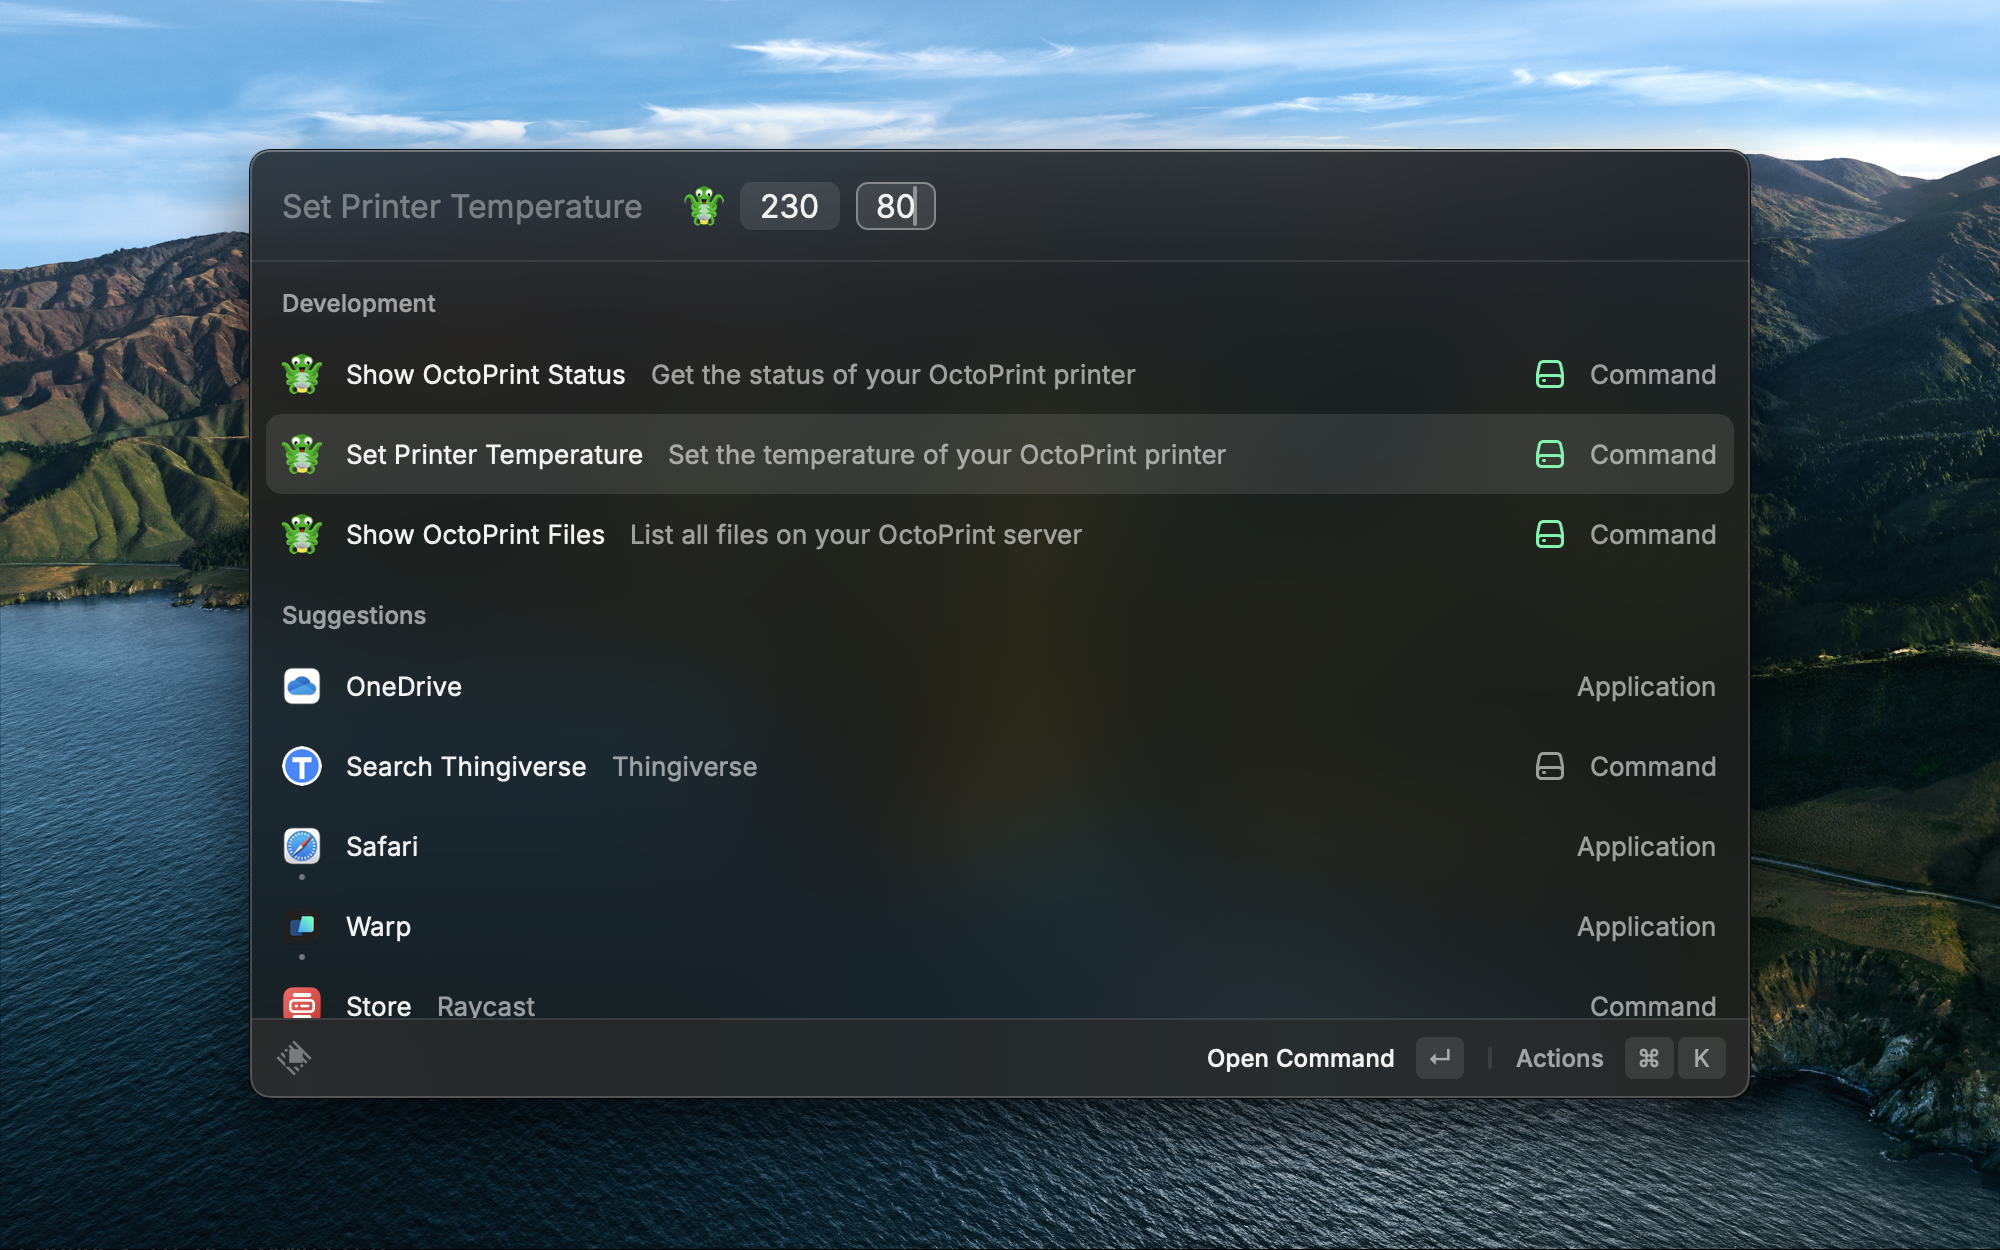 Set Printer Temperature 230 80
Development
Show OctoPrint Status Get the status of your OctoPrint printer Command
Set Printer Temperature Set the temperature of your OctoPrint printer Command
Show OctoPrint Files List all files on your OctoPrint server Command
Suggestions
OneDrive Application
Search Thingiverse Thingiverse Command
Safari Application
Warp Application
Store Raycast Command
Open Command ↵ Actions ⌘ K